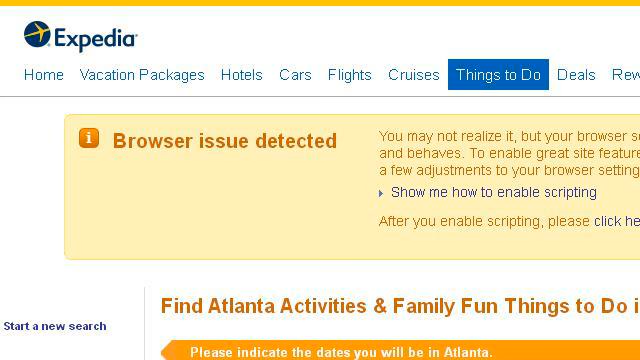 Expedia
Home Vacation Packages Hotels Cars Flights Cruises Things to Do Deals Rew
Browser issue detected
You may not realize it, but your browser s
and behaves. To enable great site feature
a few adjustments to your browser setting
Show me how to enable scripting
After you enable scripting, please click he
Find Atlanta Activities & Family Fun Things to Do i
Start a new search
Please indicate the dates you will be in Atlanta.